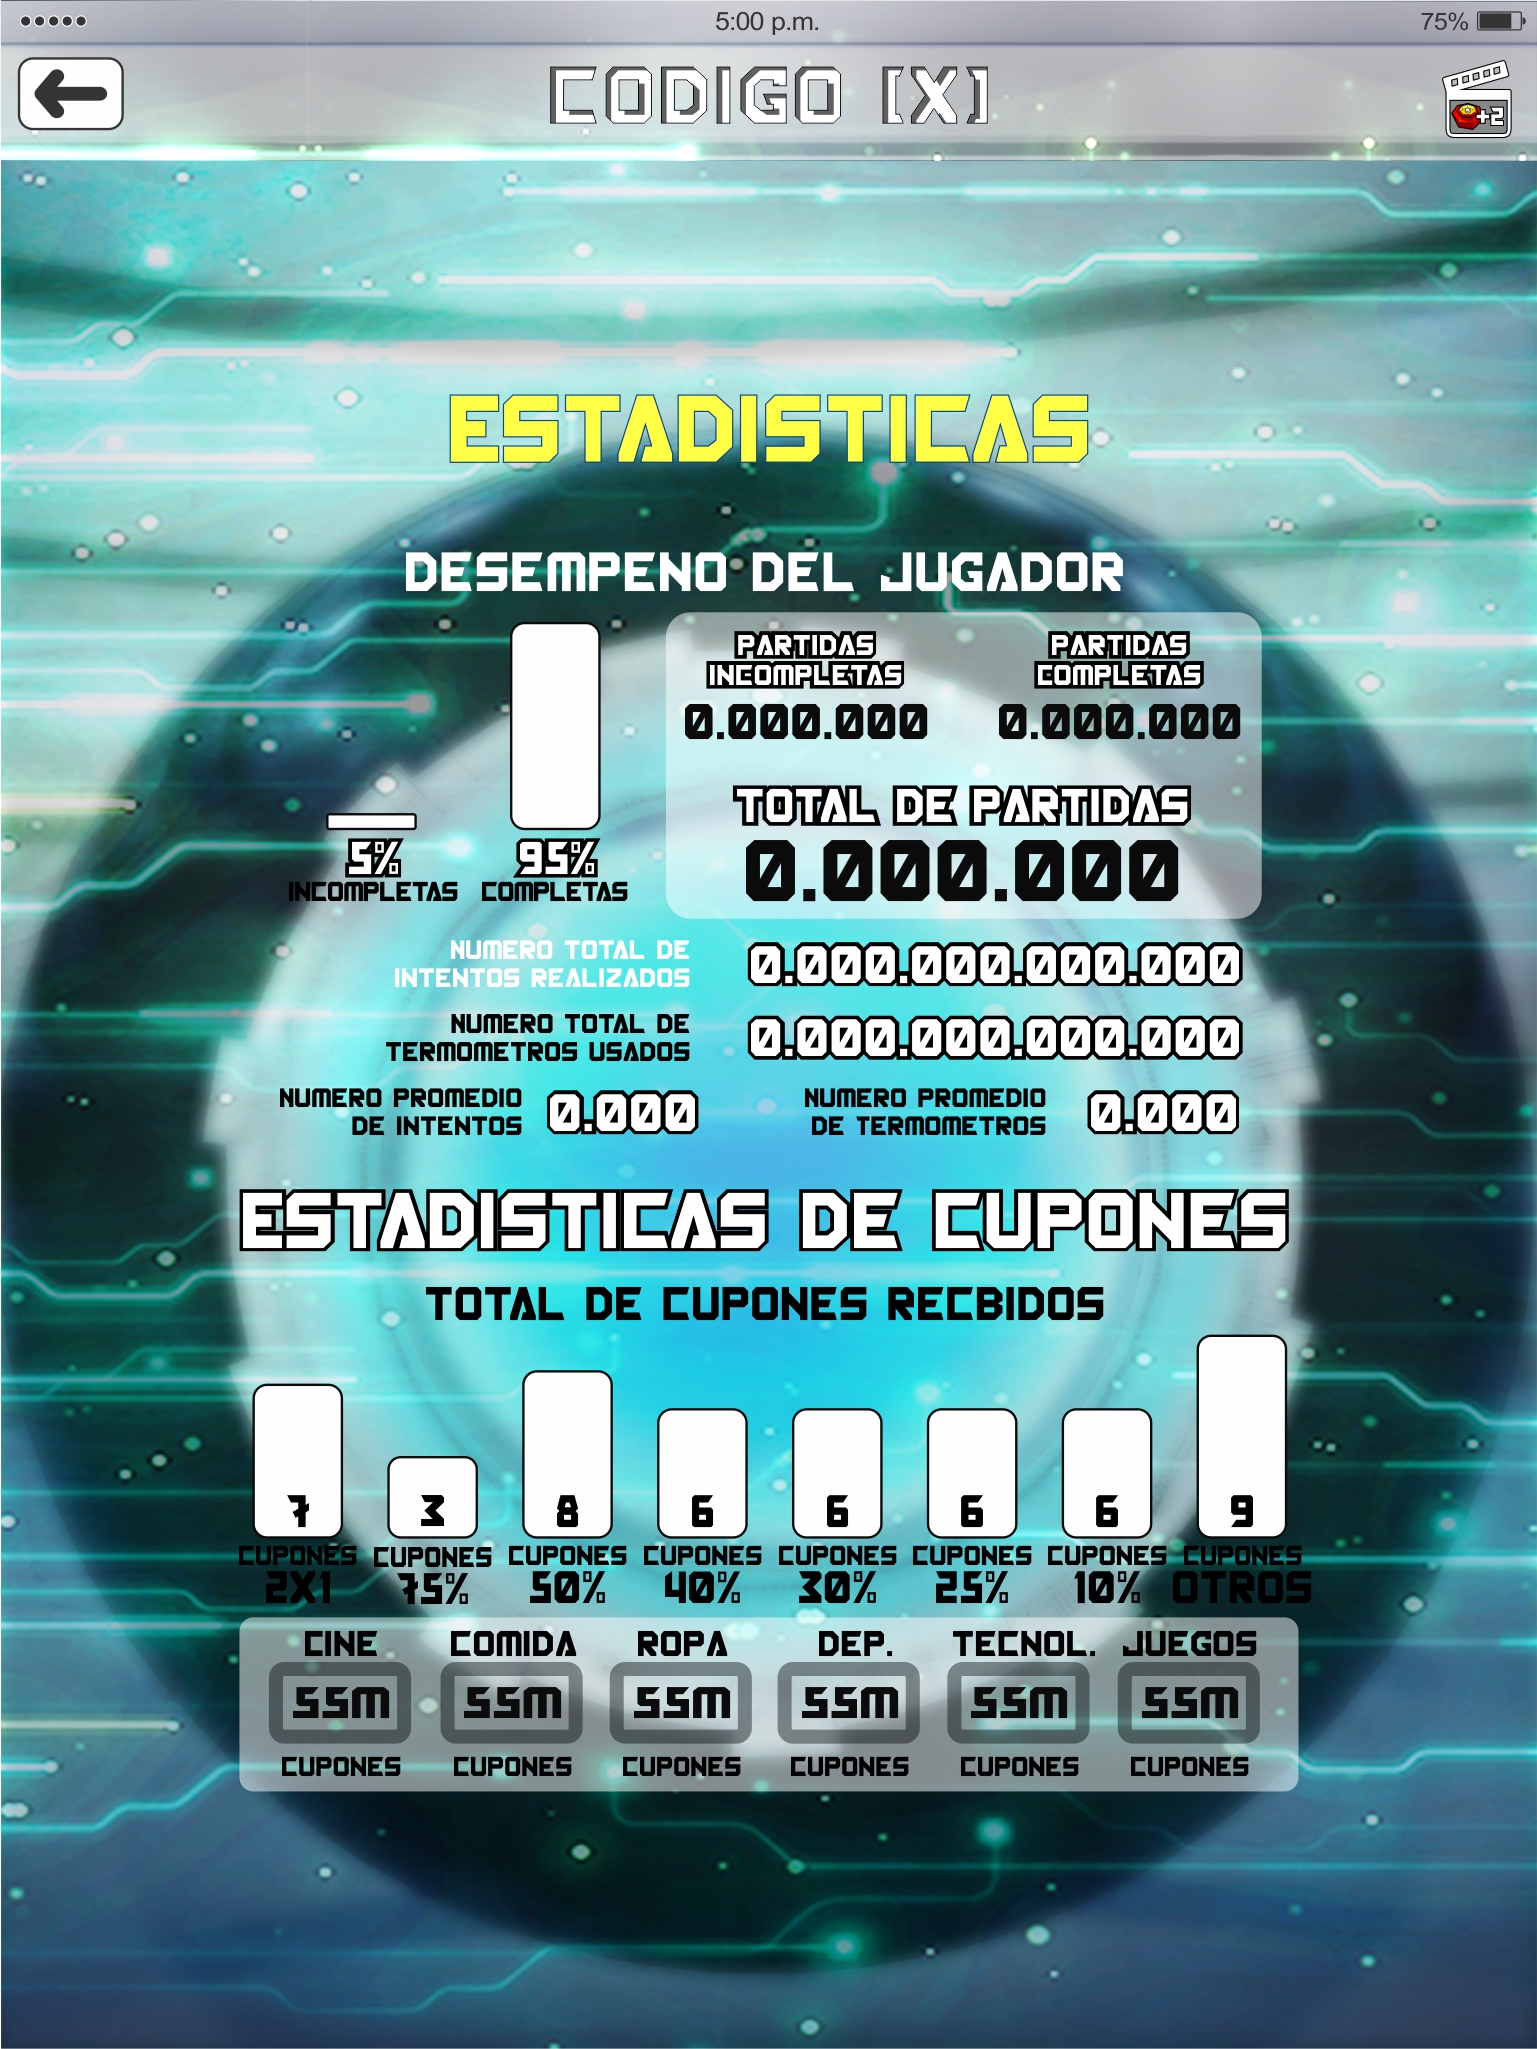 5:00 p.m.
75%
CODIGO [X]
+2
ESTADISTICAS
DESEMPENO DEL JUGADOR
5%
INCOMPLETAS
95%
COMPLETAS
PARTIDAS
INCOMPLETAS
0.000.000
PARTIDAS
COMPLETAS
0.000.000
TOTAL DE PARTIDAS
0.000.000
NUMERO TOTAL DE
INTENTOS REALIZADOS
0.000.000.000.000
NUMERO TOTAL DE
TERMOMETROS USADOS
0.000.000.000.000
NUMERO PROMEDIO
DE INTENTOS
0.000
NUMERO PROMEDIO
DE TERMOMETROS
0.000
ESTADISTICAS DE CUPONES
TOTAL DE CUPONES RECBIDOS
7
CUPONES
2X1
3
CUPONES
75%
8
CUPONES
50%
6
CUPONES
40%
6
CUPONES
30%
6
CUPONES
25%
6
CUPONES
10%
9
CUPONES
OTROS
CINE
55M
CUPONES
COMIDA
55M
CUPONES
ROPA
55M
CUPONES
DEP.
55M
CUPONES
TECNOL.
55M
CUPONES
JUEGOS
55M
CUPONES